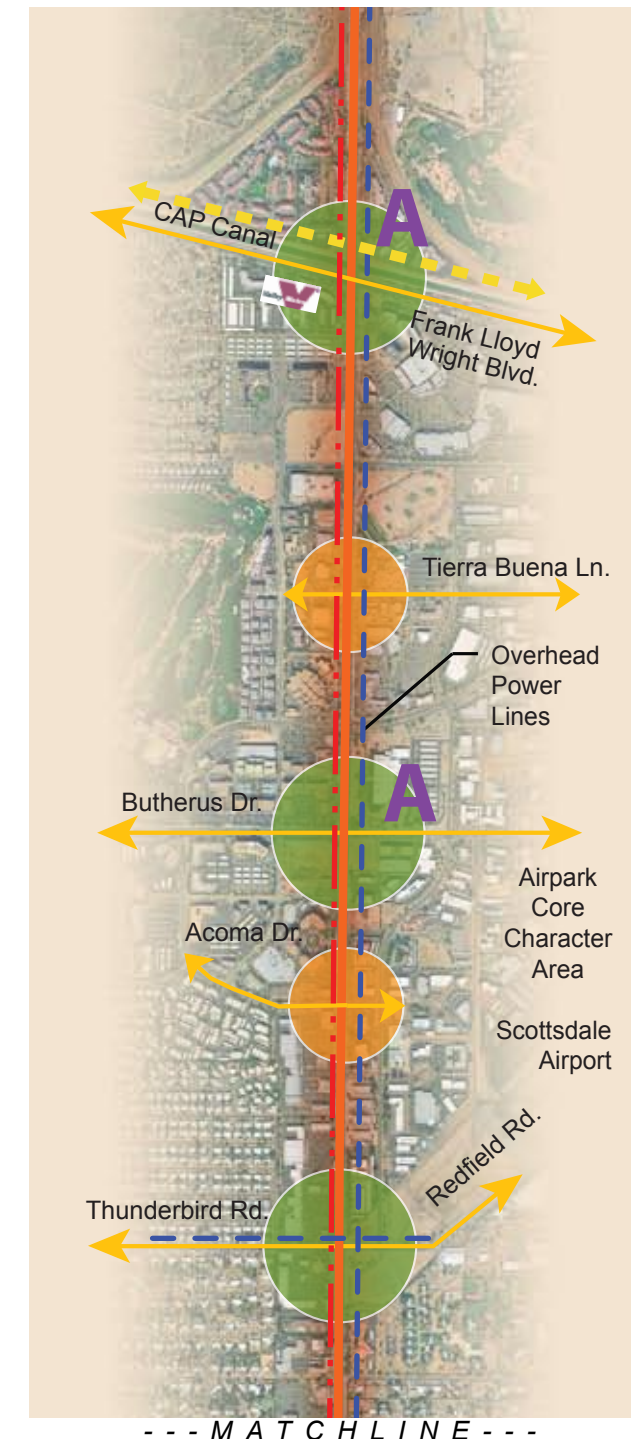 A
CAP Canal
Frank Lloyd
Wright Blvd.
Tierra Buena Ln.
Overhead
Power
Lines
A
Butherus Dr.
Airpark
Core
Character
Area
Acoma Dr.
Scottsdale
Airport
Redfield Rd.
Thunderbird Rd.
- - - M A T C H L I N E - - -